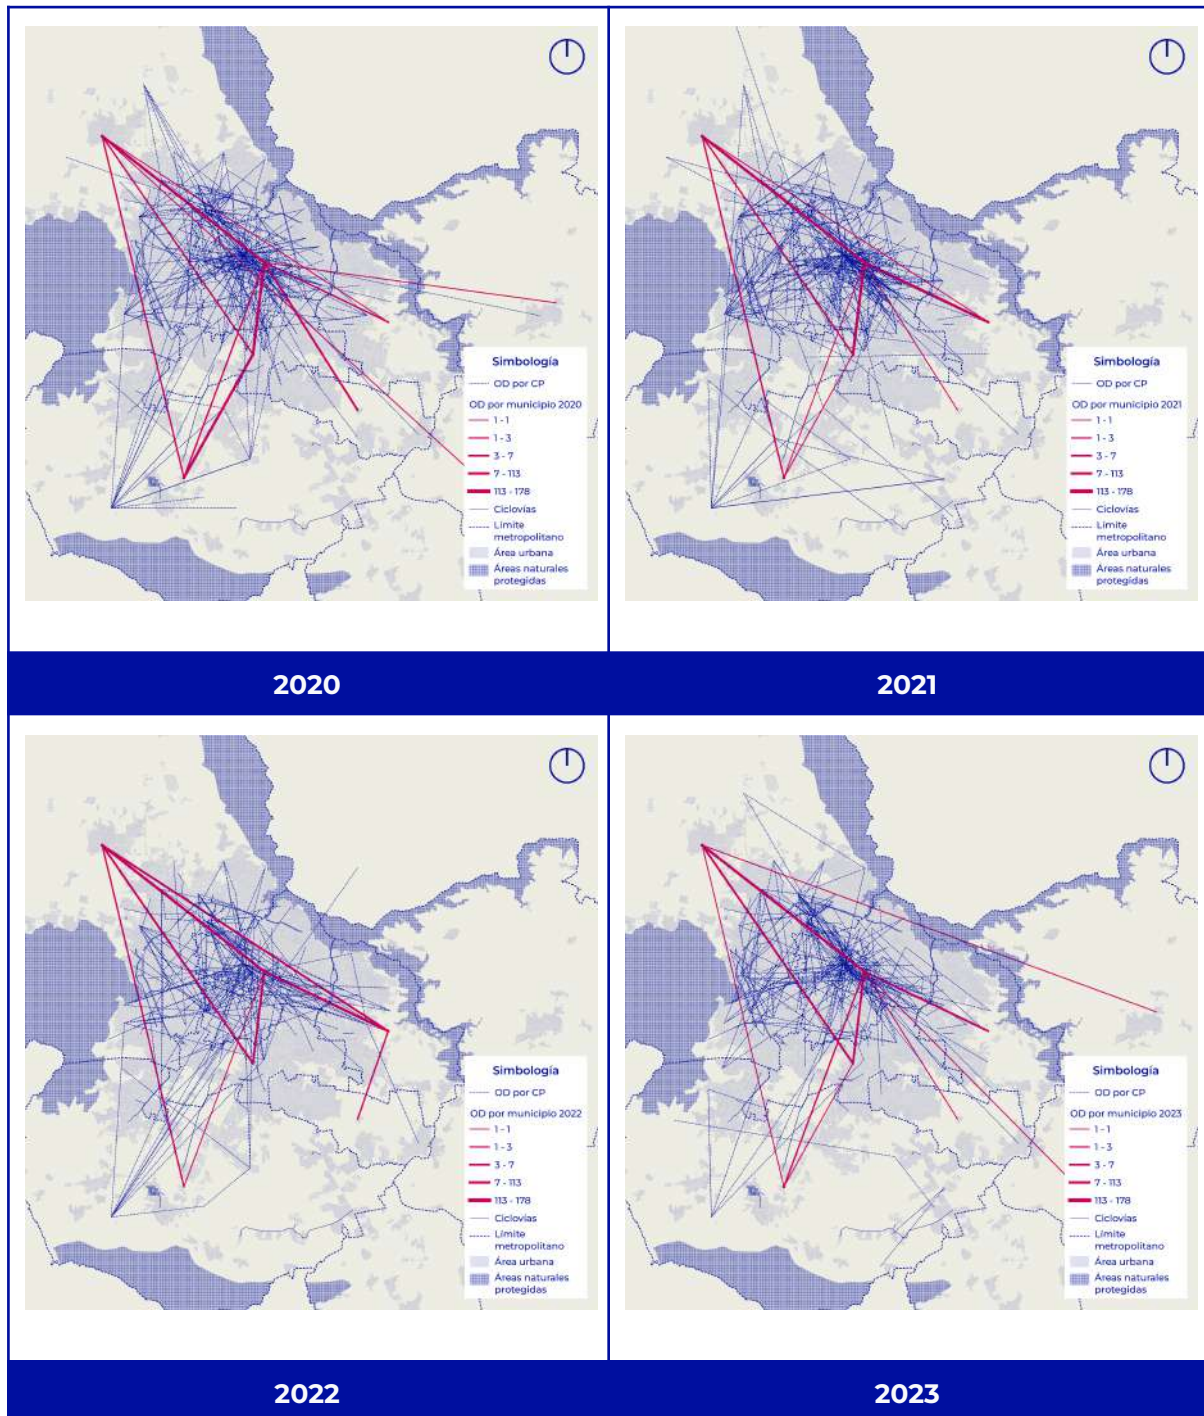 Simbología
OD por CP
OD por municipio 2020
1 - 1
1 - 3
3 - 7
7 - 113
113 - 178
Ciclovías
Límite
metropolitano
Área urbana
Áreas naturales
protegidas
Simbología
OD por CP
OD por municipio 2021
1 - 1
1 - 3
3 - 7
7 - 113
113 - 178
Ciclovías
Límite
metropolitano
Área urbana
Áreas naturales
protegidas
2020
2021
Simbología
OD por CP
OD por municipio 2022
1 - 1
1 - 3
3 - 7
7 - 113
113 - 178
Ciclovías
Límite
metropolitano
Área urbana
Áreas naturales
protegidas
Simbología
OD por CP
OD por municipio 2023
1 - 1
1 - 3
3 - 7
7 - 113
113 - 178
Ciclovías
Límite
metropolitano
Área urbana
Áreas naturales
protegidas
2022
2023